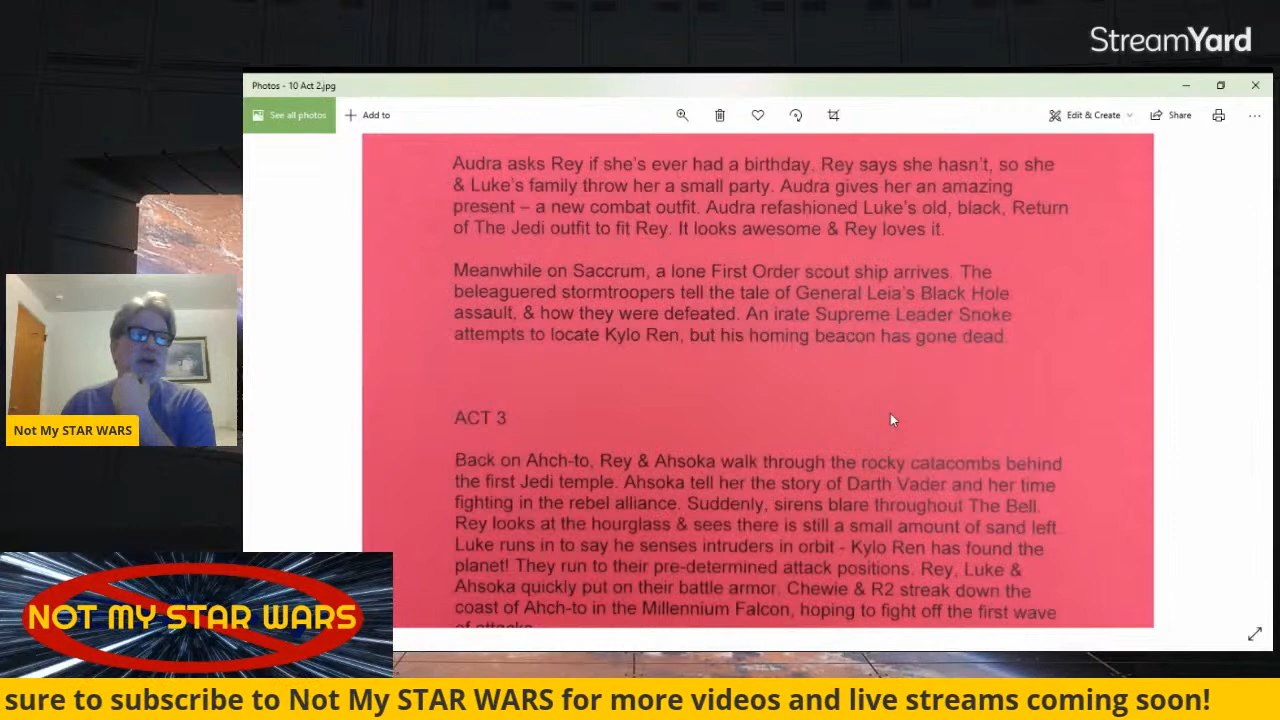 StreamYard
Photos - 10 Act 2.jpg
See all photos
Add to
Edit & Create
Share
Audra asks Rey if she's ever had a birthday. Rey says she hasn't, so she
& Luke's family throw her a small party. Audra gives her an amazing
present – a new combat outfit. Audra refashioned Luke's old, black, Return
of The Jedi outfit to fit Rey. It looks awesome & Rey loves it.
Meanwhile on Saccrum, a lone First Order scout ship arrives. The
beleaguered stormtroopers tell the tale of General Leia's Black Hole
assault, & how they were defeated. An irate Supreme Leader Snoke
attempts to locate Kylo Ren, but his homing beacon has gone dead.
ACT 3
Back on Ahch-to, Rey & Ahsoka walk through the rocky catacombs behind
the first Jedi temple. Ahsoka tell her the story of Darth Vader and her time
fighting in the rebel alliance. Suddenly, sirens blare throughout The Bell.
Rey looks at the hourglass & sees there is still a small amount of sand left.
Luke runs in to say he senses intruders in orbit - Kylo Ren has found the
planet! They run to their pre-determined attack positions. Rey, Luke &
Ahsoka quickly put on their battle armor. Chewie & R2 streak down the
coast of Ahch-to in the Millennium Falcon, hoping to fight off the first wave
of attacks
Not My STAR WARS
NOT MY STAR WARS
sure to subscribe to Not My STAR WARS for more videos and live streams coming soon!